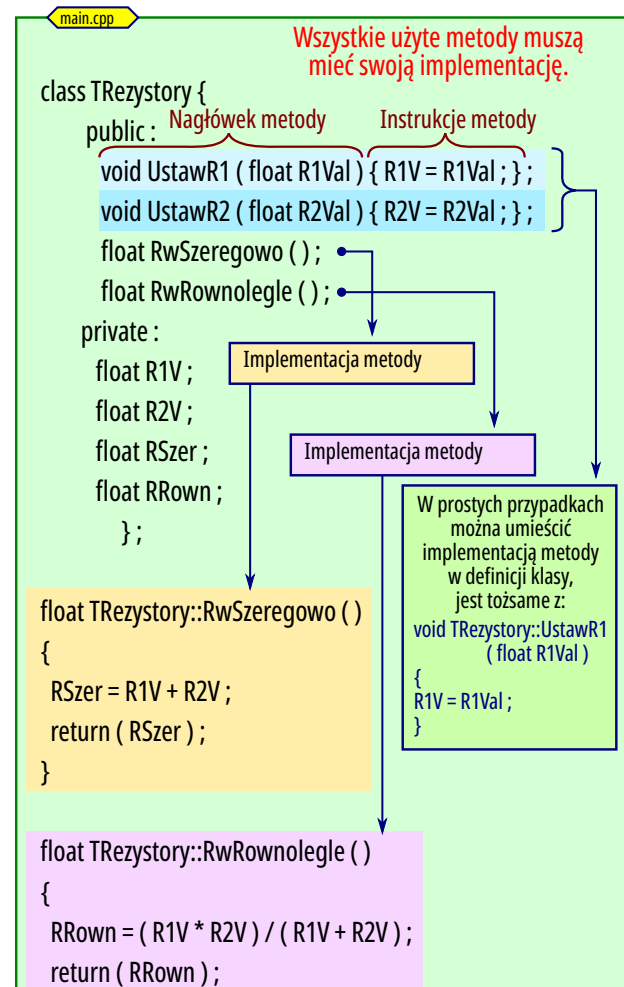 main.cpp
Wszystkie użyte metody muszą
mieć swoją implementację.
class TRezystory {
public :
Nagłówek metody
Instrukcje metody
void UstawR1 ( float R1Val ) { R1V = R1Val ; } ;
void UstawR2 ( float R2Val ) { R2V = R2Val ; } ;
float RwSzeregowo ( ) ;
float RwRownolegle ( ) ;
private :
float R1V ;
float R2V ;
float RSzer ;
float RRown ;
} ;
Implementacja metody
Implementacja metody
W prostych przypadkach
można umieścić
implementacją metody
w definicji klasy,
jest tożsame z:
void TRezystory::UstawR1
( float R1Val )
{
R1V = R1Val ;
}
float TRezystory::RwSzeregowo ( )
{
RSzer = R1V + R2V ;
return ( RSzer ) ;
}
float TRezystory::RwRownolegle ( )
{
RRown = ( R1V * R2V ) / ( R1V + R2V ) ;
return ( RRown ) ;